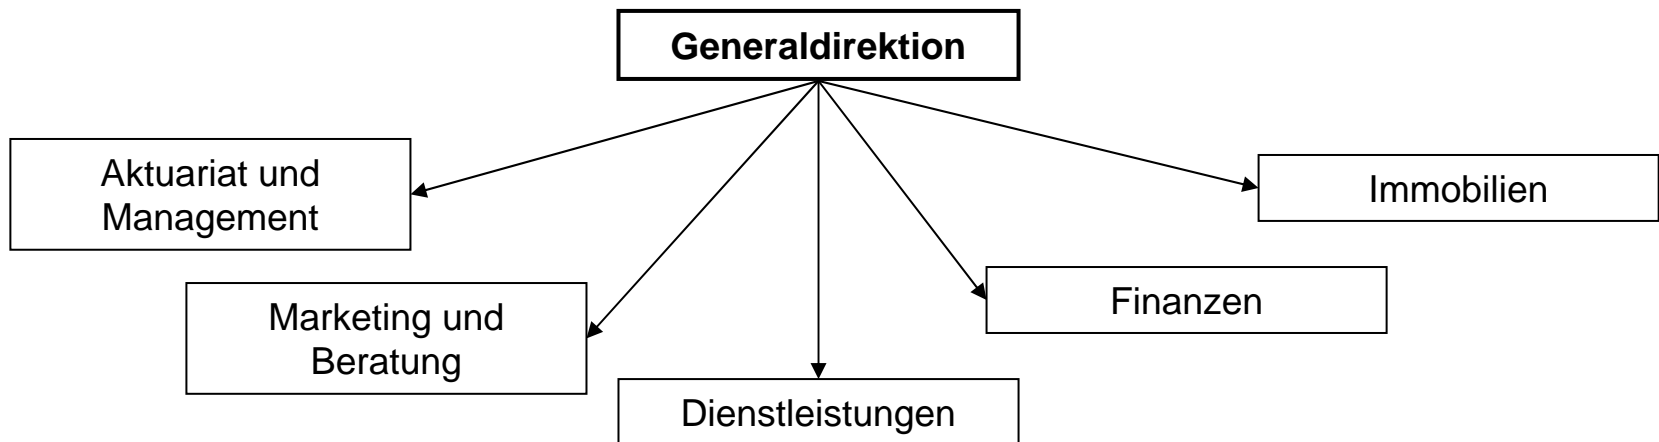 Generaldirektion
Aktuariat und
Management
Immobilien
Marketing und
Beratung
Finanzen
Dienstleistungen